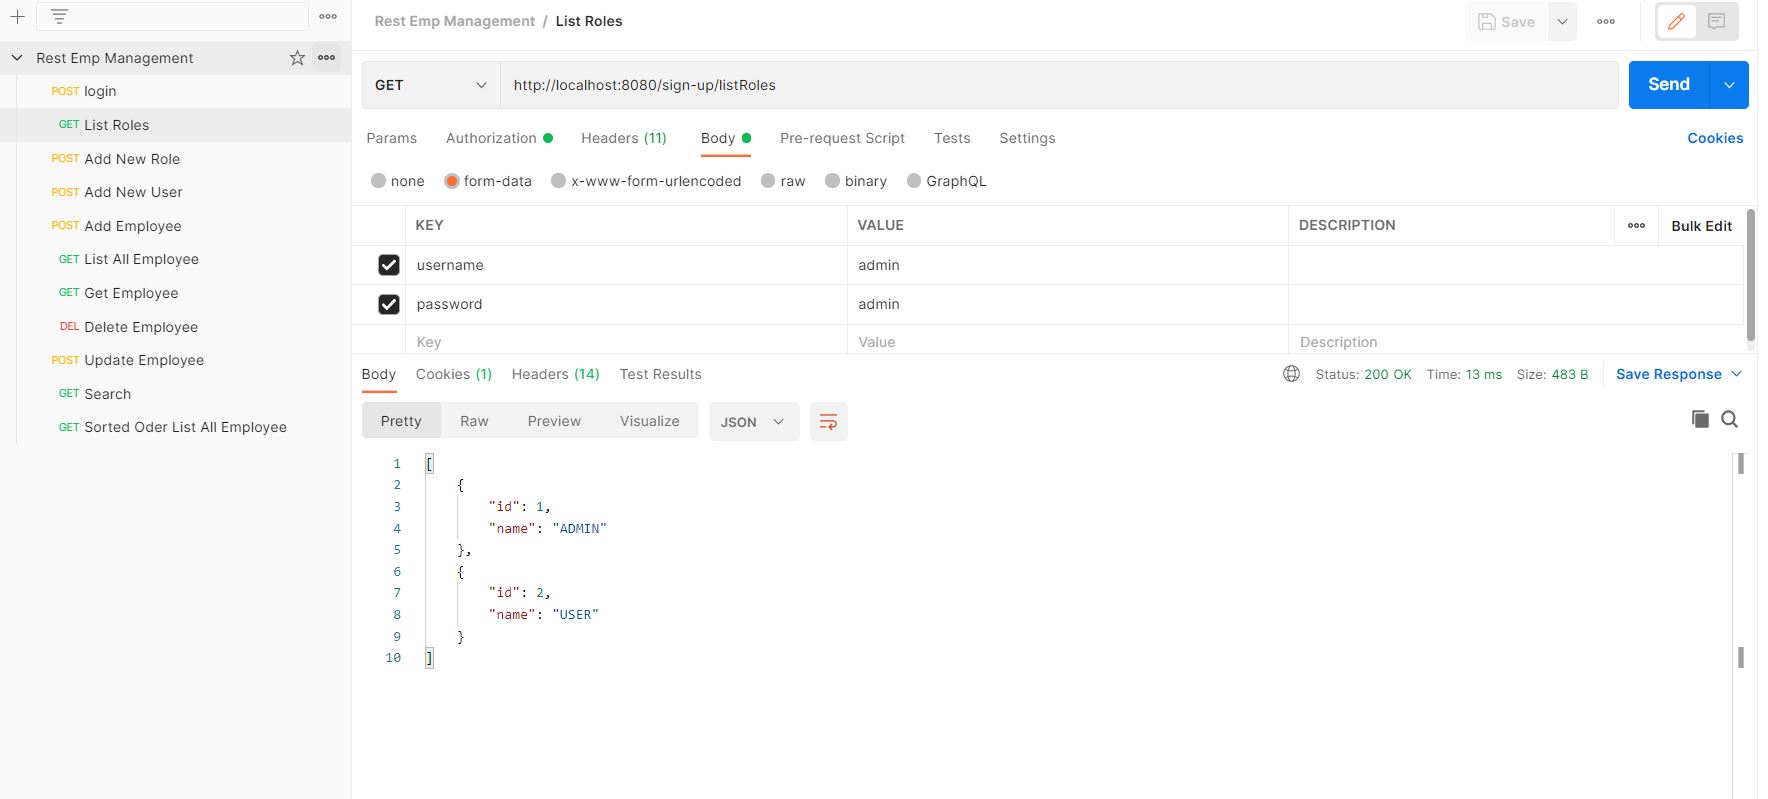 Rest Emp Management / List Roles
Save
Rest Emp Management
POST login
GET List Roles
POST Add New Role
POST Add New User
POST Add Employee
GET List All Employee
GET Get Employee
DEL Delete Employee
POST Update Employee
GET Search
GET Sorted Oder List All Employee
GET http://localhost:8080/sign-up/listRoles Send
Params Authorization Headers (11) Body Pre-request Script Tests Settings Cookies
none form-data x-www-form-urlencoded raw binary GraphQL
KEY VALUE DESCRIPTION Bulk Edit
username admin
password admin
Key Value Description
Body Cookies (1) Headers (14) Test Results Status: 200 OK Time: 13 ms Size: 483 B Save Response
Pretty Raw Preview Visualize JSON
1 [
2 {
3 "id": 1,
4 "name": "ADMIN"
5 },
6 {
7 "id": 2,
8 "name": "USER"
9 }
10 ]